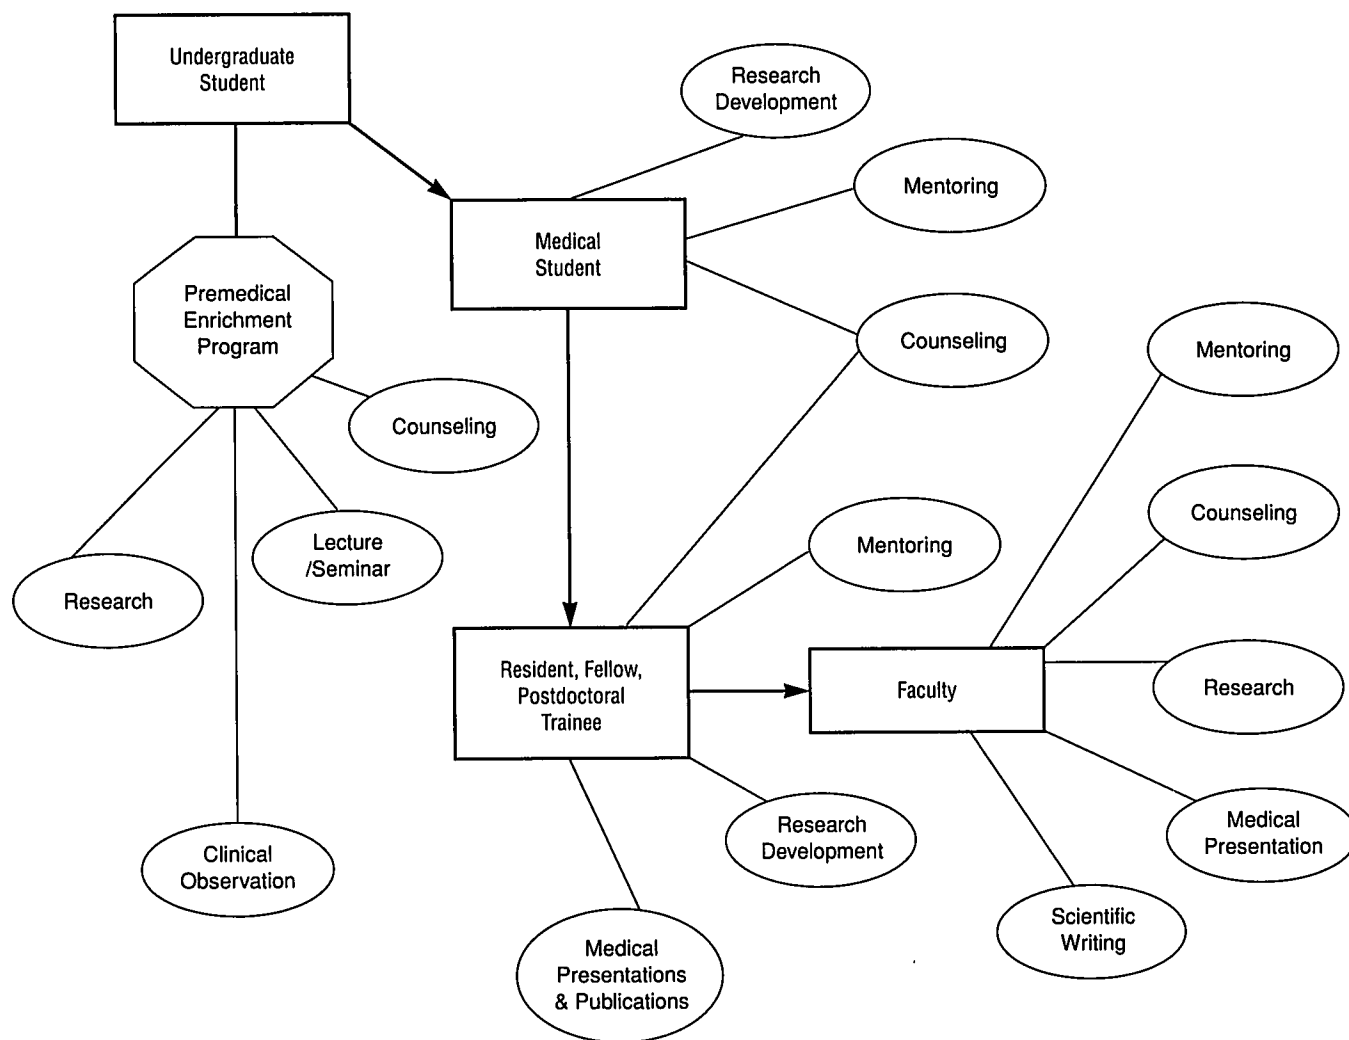 Undergraduate
Student
Research
Development
Mentoring
Medical
Student
Premedical
Enrichment
Program
Counseling
Mentoring
Counseling
Counseling
Lecture
/Seminar
Mentoring
Research
Resident, Fellow,
Postdoctoral
Trainee
Faculty
Research
Clinical
Observation
Research
Development
Medical
Presentation
Scientific
Writing
Medical
Presentations
& Publications